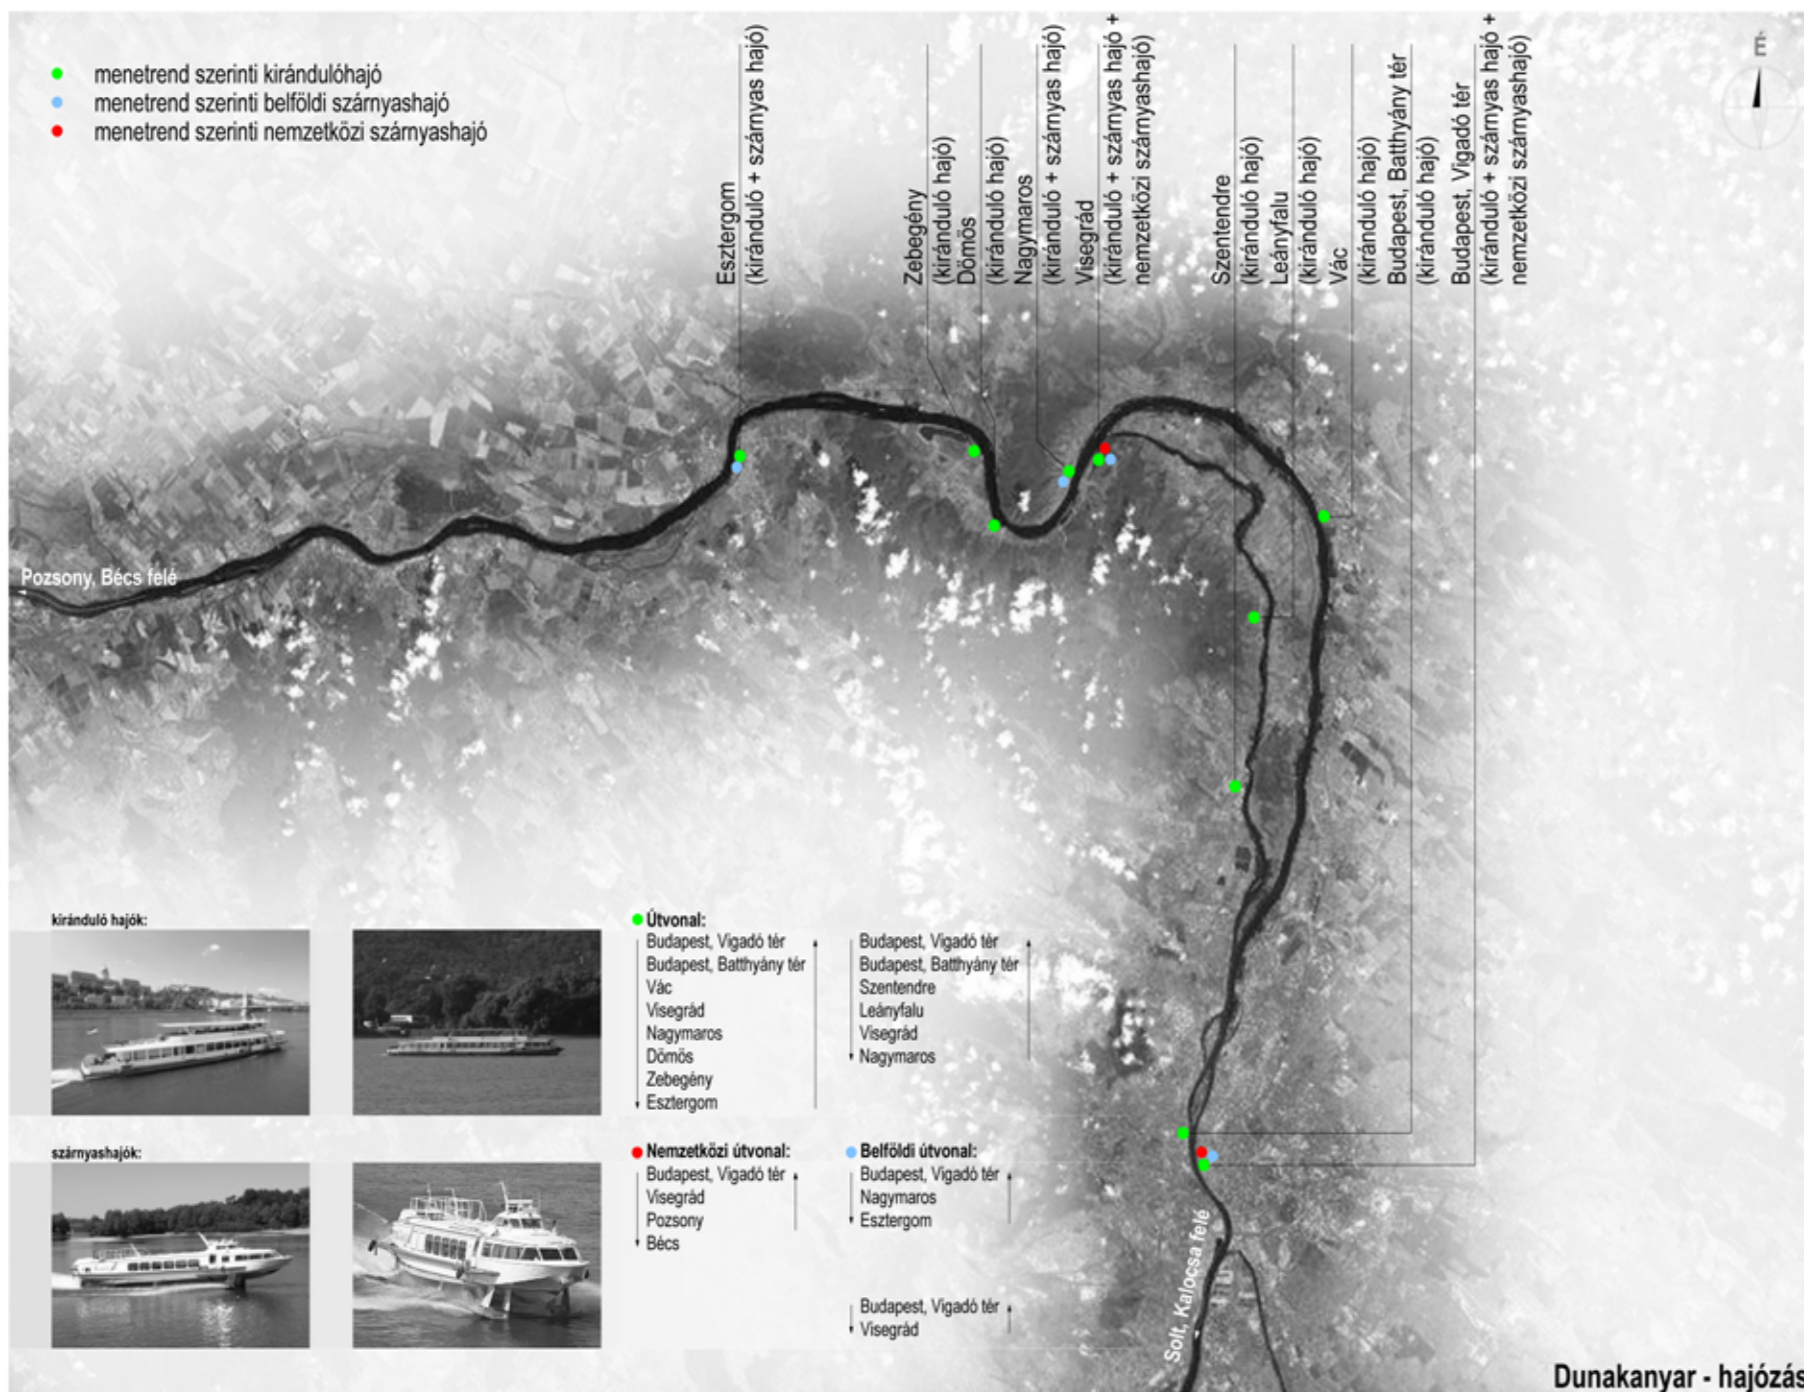 menetrend szerinti kirándulóhajó
menetrend szerinti belföldi szárnyashajó
menetrend szerinti nemzetközi szárnyashajó
Esztergom
(kiránduló + szárnyas hajó)
Zebegény
(kiránduló hajó)
Dömös
(kiránduló hajó)
Nagymaros
(kiránduló + szárnyas hajó)
Visegrád
(kiránduló + szárnyas hajó +
nemzetközi szárnyashajó)
Szentendre
(kiránduló hajó)
Leányfalu
(kiránduló hajó)
Vác
(kiránduló hajó)
Budapest, Batthyány tér
(kiránduló hajó)
Budapest, Vigadó tér
(kiránduló + szárnyas hajó +
nemzetközi szárnyashajó)
É
Pozsony, Bécs felé
kiránduló hajók:
Útvonal:
Budapest, Vigadó tér
Budapest, Batthyány tér
Vác
Visegrád
Nagymaros
Dömös
Zebegény
Esztergom
Budapest, Vigadó tér
Budapest, Batthyány tér
Szentendre
Leányfalu
Visegrád
Nagymaros
szárnyashajók:
Nemzetközi útvonal:
Budapest, Vigadó tér
Visegrád
Pozsony
Bécs
Belföldi útvonal:
Budapest, Vigadó tér
Nagymaros
Esztergom
Budapest, Vigadó tér
Visegrád
Solt, Kalocsa felé
Dunakanyar - hajózás